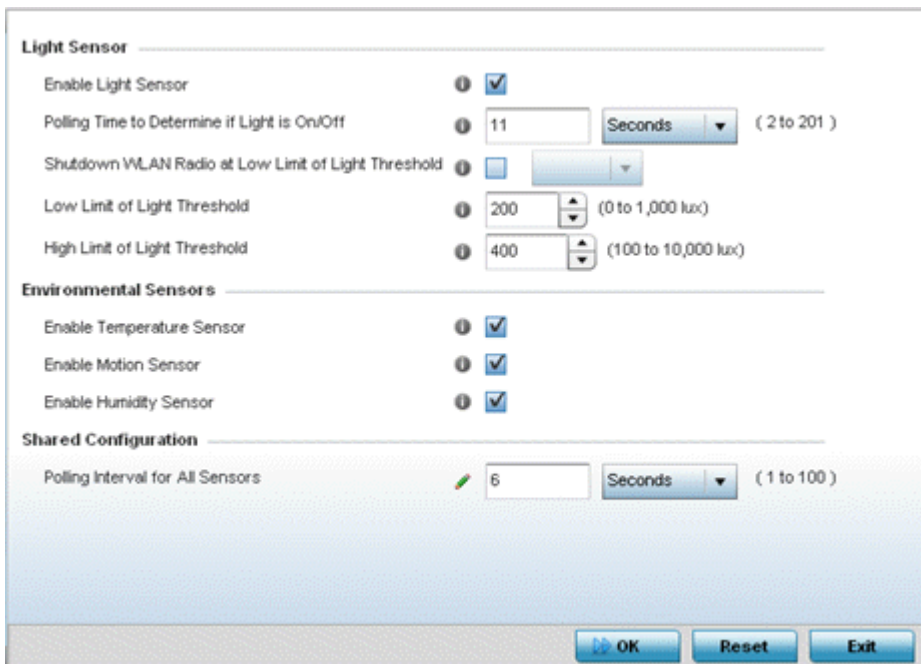 Light Sensor
Enable Light Sensor
Polling Time to Determine if Light is On/Off 11 Seconds ( 2 to 201 )
Shutdown WLAN Radio at Low Limit of Light Threshold
Low Limit of Light Threshold 200 (0 to 1,000 lux)
High Limit of Light Threshold 400 (100 to 10,000 lux)
Environmental Sensors
Enable Temperature Sensor
Enable Motion Sensor
Enable Humidity Sensor
Shared Configuration
Polling Interval for All Sensors 6 Seconds ( 1 to 100 )
OK Reset Exit